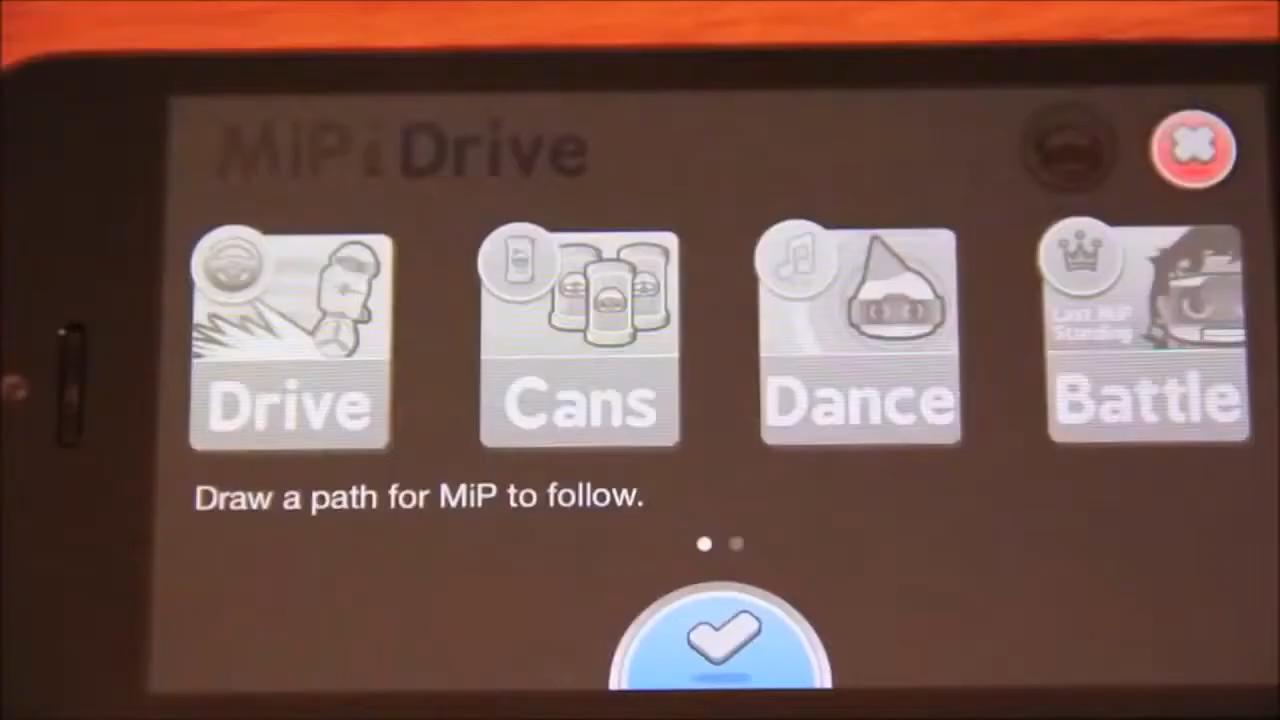 MiP Drive
Drive
Cans
Dance
Last MiP
Standing
Battle
Draw a path for MiP to follow.